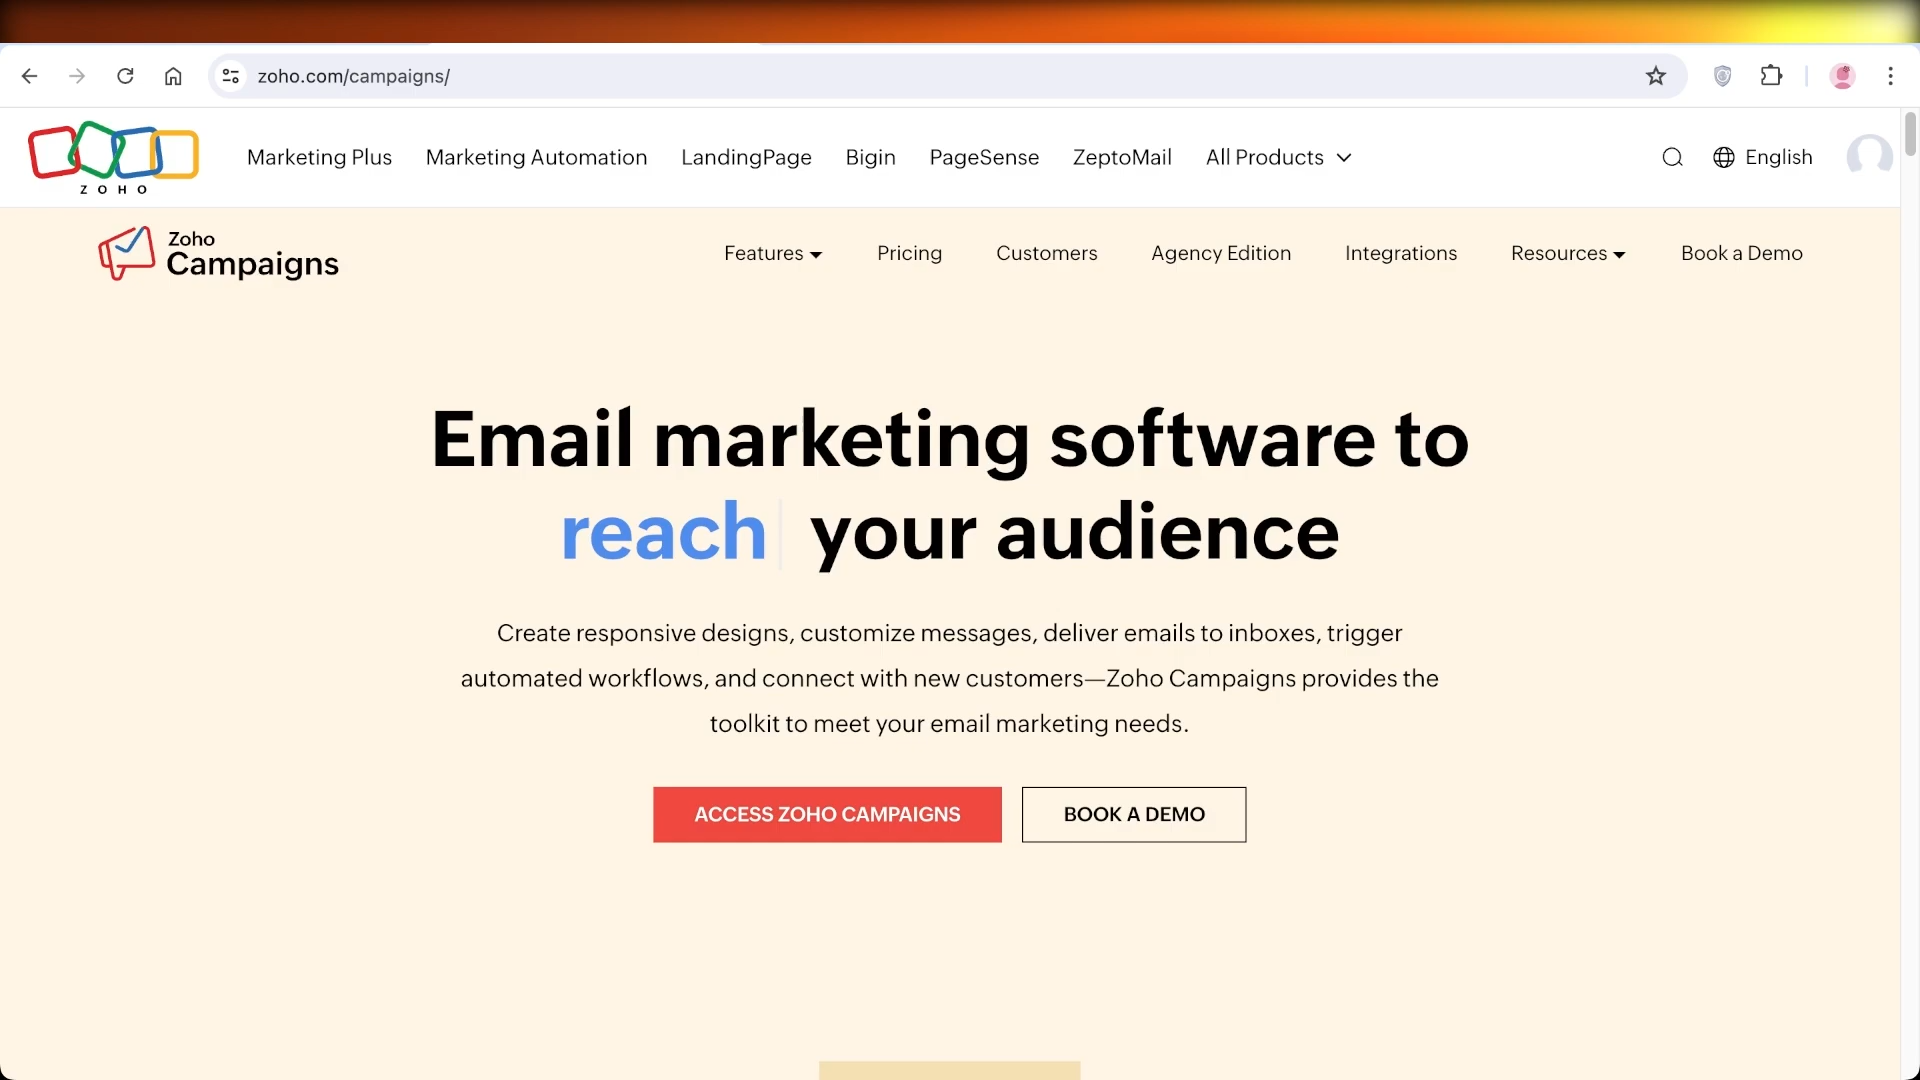 zoho.com/campaigns/
ZOHO
Marketing Plus
Marketing Automation
LandingPage
Bigin
PageSense
ZeptoMail
All Products
English
Zoho
Campaigns
Features
Pricing
Customers
Agency Edition
Integrations
Resources
Book a Demo
Email marketing software to
reach your audience
Create responsive designs, customize messages, deliver emails to inboxes, trigger
automated workflows, and connect with new customers—Zoho Campaigns provides the
toolkit to meet your email marketing needs.
ACCESS ZOHO CAMPAIGNS
BOOK A DEMO